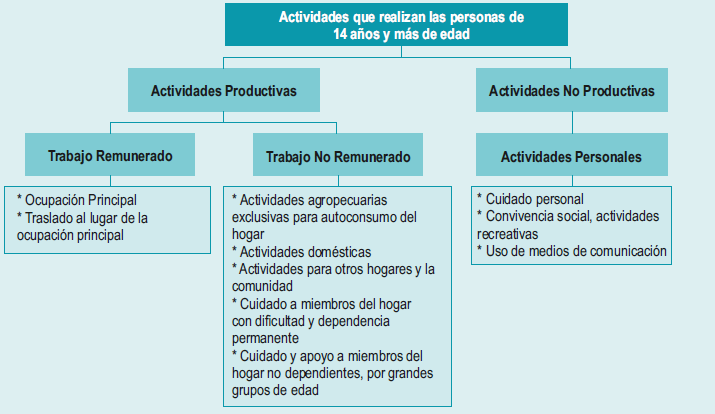 Actividades que realizan las personas de
14 años y más de edad
Actividades Productivas
Actividades No Productivas
Trabajo Remunerado
Trabajo No Remunerado
Actividades Personales
* Ocupación Principal
* Traslado al lugar de la
ocupación principal
* Actividades agropecuarias
exclusivas para autoconsumo del
hogar
* Actividades domésticas
* Actividades para otros hogares y la
comunidad
* Cuidado a miembros del hogar
con dificultad y dependencia
permanente
* Cuidado y apoyo a miembros del
hogar no dependientes, por grandes
grupos de edad
* Cuidado personal
* Convivencia social, actividades
recreativas
* Uso de medios de comunicación